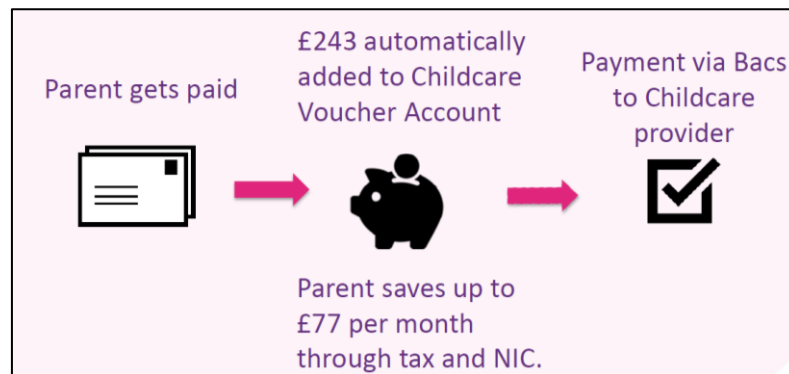 Parent gets paid
£243 automatically
added to Childcare
Voucher Account
Parent saves up to
£77 per month
through tax and NIC.
Payment via Bacs
to Childcare
provider